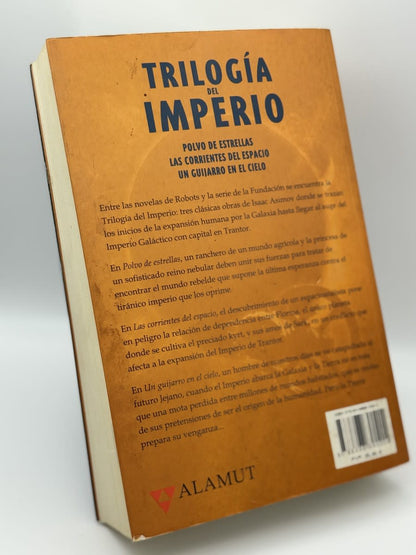 TRILOGÍA
DEL
IMPERIO
POLVO DE ESTRELLAS
LAS CORRIENTES DEL ESPACIO
UN GUIJARRO EN EL CIELO
Entre las novelas de Robots y la serie de la Fundación se encuentra la
Trilogía del Imperio: tres clásicas obras de Isaac Asimov donde se trazan
los inicios de la expansión humana por la Galaxia hasta llegar al auge del
Imperio Galáctico con capital en Trantor.
En Polvo de estrellas, un ranchero de un mundo agrícola y la princesa de
un sofisticado reino nebular deben unir sus fuerzas para tratar de
encontrar el mundo rebelde que supone la última esperanza contra el
tiránico imperio que los oprime.
En Las corrientes del espacio, el descubrimiento de un espacioanalista pone
en peligro la relación de dependencia entre Florina, el único planeta
donde se cultiva el preciado kyrt, y sus amos de Sark, en un conflicto que
afecta a la expansión del Imperio de Trantor.
En Un guijarro en el cielo, un hombre de nuestros días se ve
futuro lejano, cuando el Imperio abarca la Galaxia y la Tierra no es más
que una mota perdida entre millones de mundos habitados, que se
de sus pretensiones de ser el origen de la humanidad. Pero la Tierra
prepara su venganza...
ALAMUT